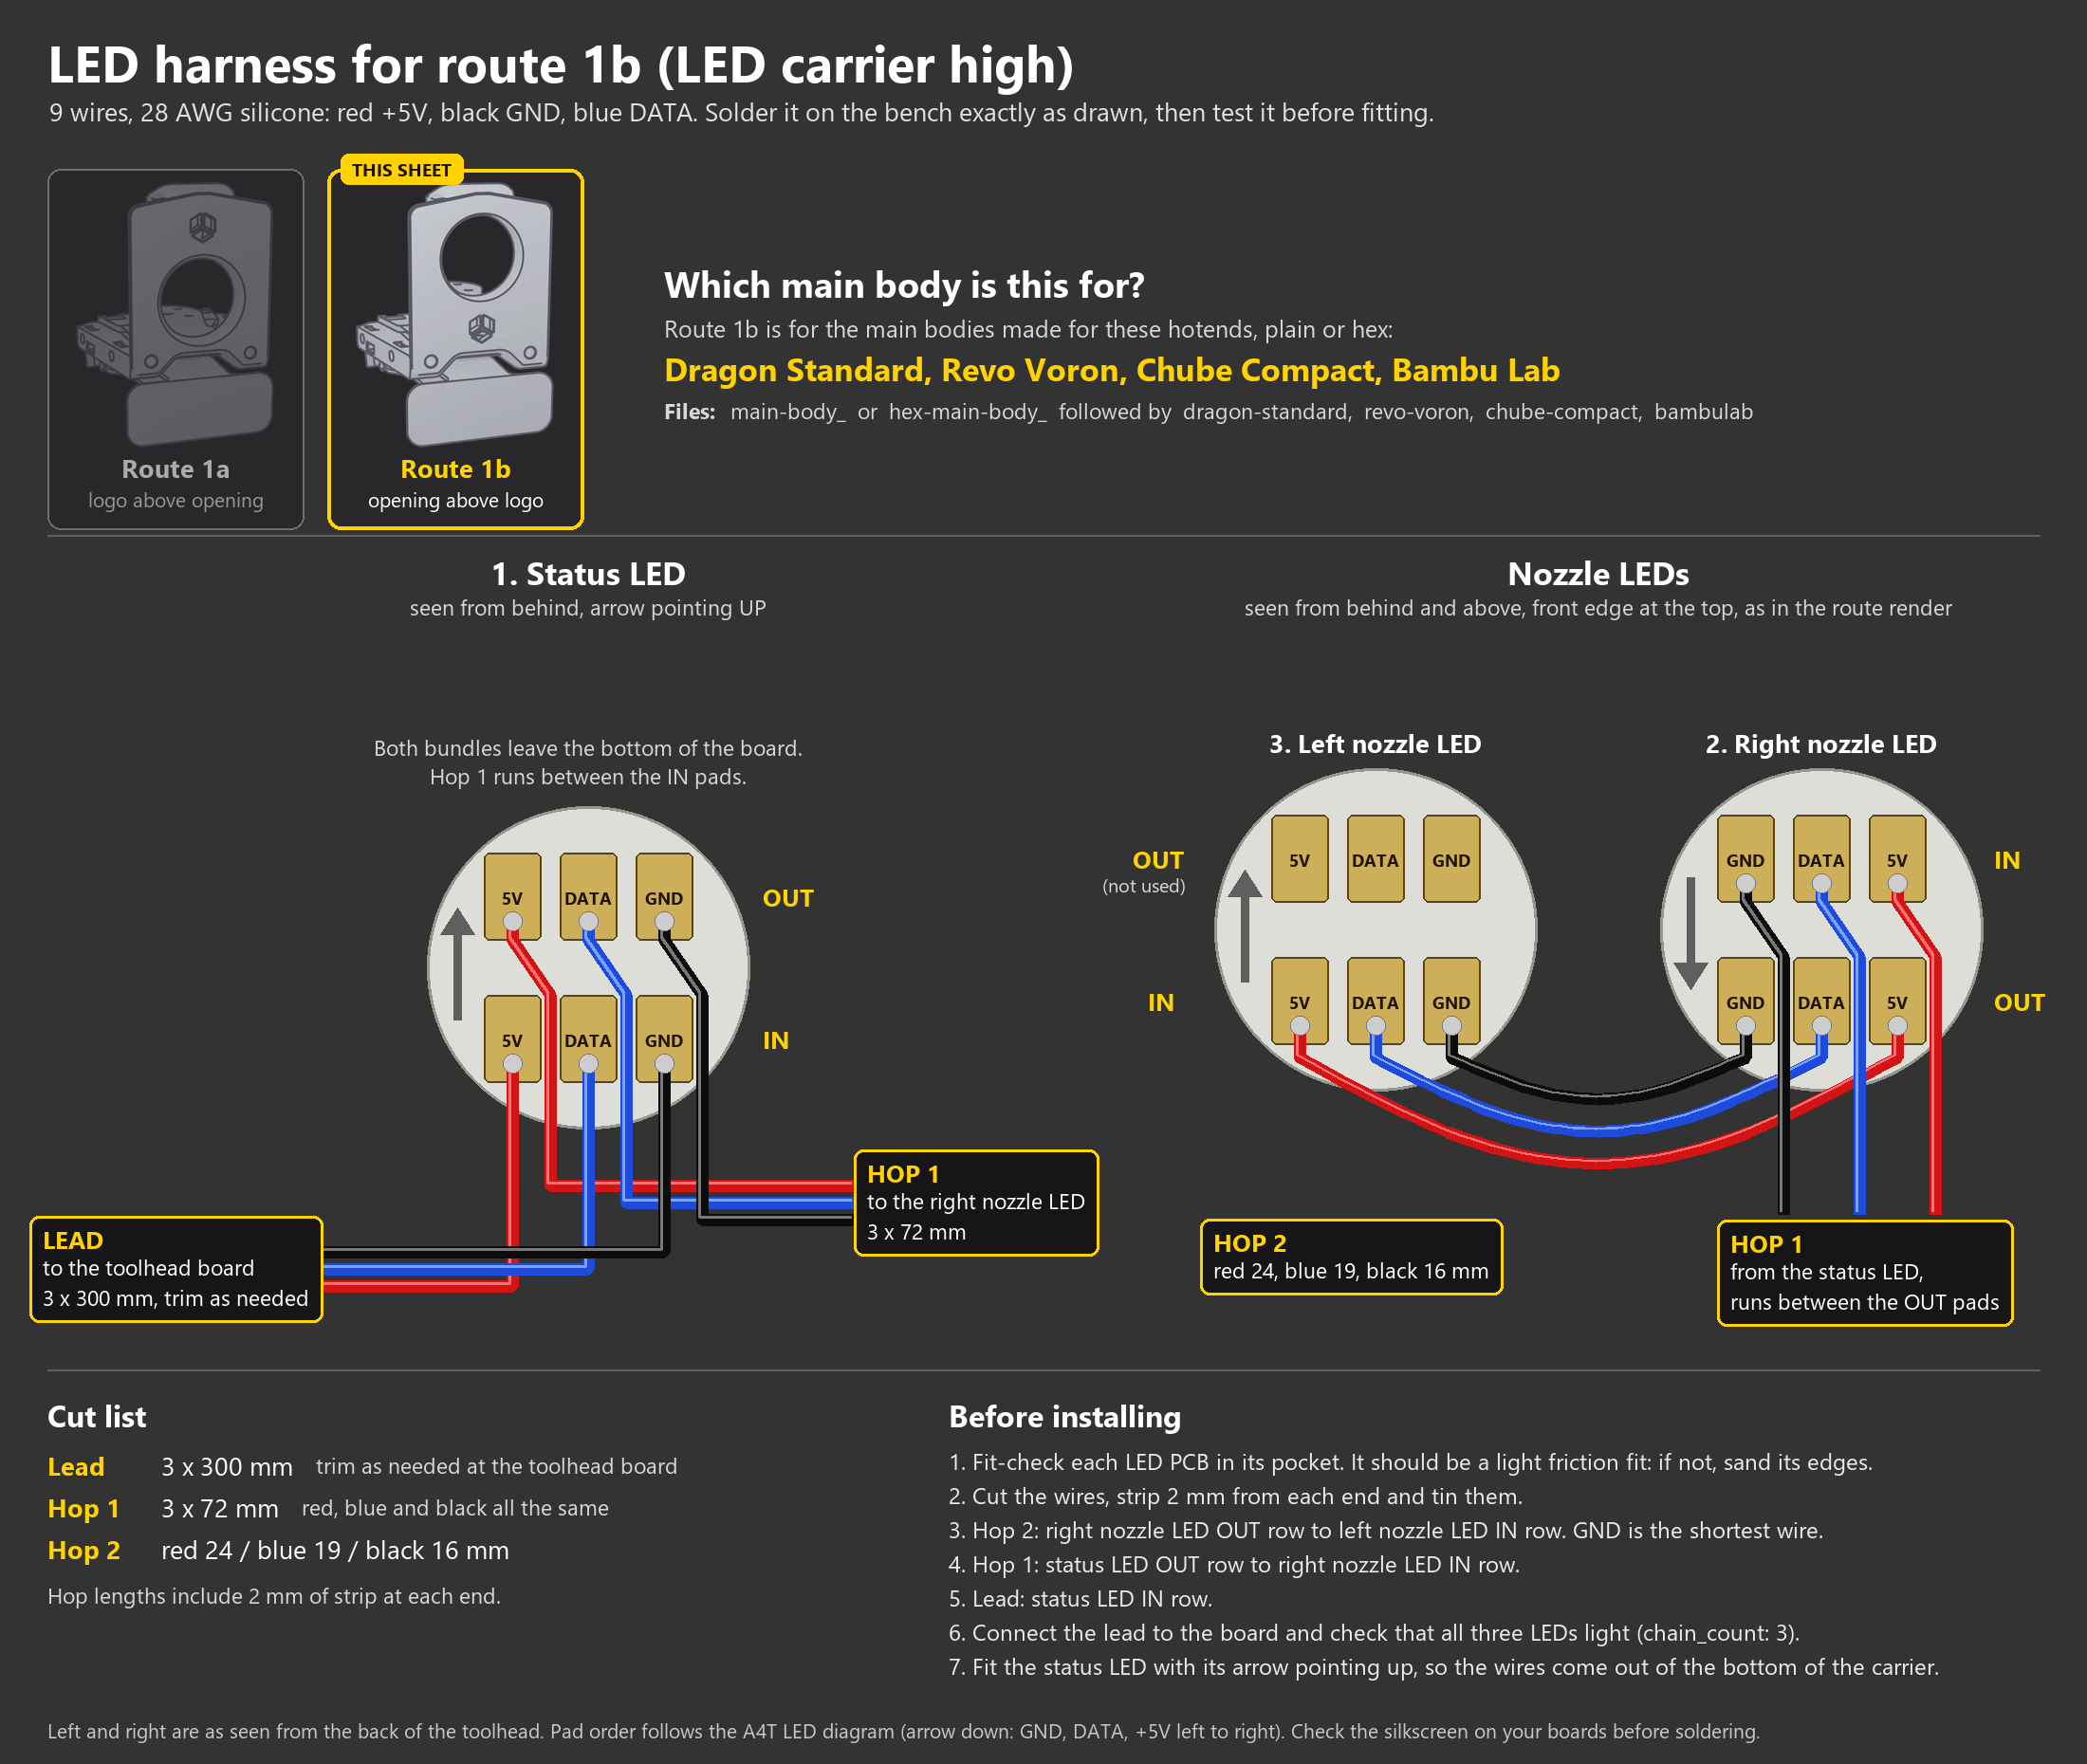 LED harness for route 1b (LED carrier high)
9 wires, 28 AWG silicone: red +5V, black GND, blue DATA. Solder it on the bench exactly as drawn, then test it before fitting.
THIS SHEET
Route 1a
logo above opening
Route 1b
opening above logo
Which main body is this for?
Route 1b is for the main bodies made for these hotends, plain or hex:
Dragon Standard, Revo Voron, Chube Compact, Bambu Lab
Files: main-body_ or hex-main-body_ followed by dragon-standard, revo-voron, chube-compact, bambulab
1. Status LED
seen from behind, arrow pointing UP
Both bundles leave the bottom of the board.
Hop 1 runs between the IN pads.
5V DATA GND OUT
5V DATA GND IN
LEAD
to the toolhead board
3 x 300 mm, trim as needed
HOP 1
to the right nozzle LED
3 x 72 mm
Nozzle LEDs
seen from behind and above, front edge at the top, as in the route render
3. Left nozzle LED
OUT 5V DATA GND
(not used)
IN 5V DATA GND
2. Right nozzle LED
GND DATA 5V IN
GND DATA 5V OUT
HOP 2
red 24, blue 19, black 16 mm
HOP 1
from the status LED,
runs between the OUT pads
Cut list
Lead 3 x 300 mm trim as needed at the toolhead board
Hop 1 3 x 72 mm red, blue and black all the same
Hop 2 red 24 / blue 19 / black 16 mm
Hop lengths include 2 mm of strip at each end.
Before installing
1. Fit-check each LED PCB in its pocket. It should be a light friction fit: if not, sand its edges.
2. Cut the wires, strip 2 mm from each end and tin them.
3. Hop 2: right nozzle LED OUT row to left nozzle LED IN row. GND is the shortest wire.
4. Hop 1: status LED OUT row to right nozzle LED IN row.
5. Lead: status LED IN row.
6. Connect the lead to the board and check that all three LEDs light (chain_count: 3).
7. Fit the status LED with its arrow pointing up, so the wires come out of the bottom of the carrier.
Left and right are as seen from the back of the toolhead. Pad order follows the A4T LED diagram (arrow down: GND, DATA, +5V left to right). Check the silkscreen on your boards before soldering.